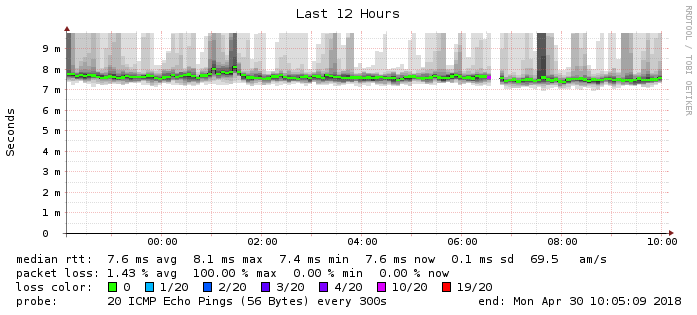 Last 12 Hours
RRDTOOL / TOBI OETIKER
Seconds
9 m
8 m
7 m
6 m
5 m
4 m
3 m
2 m
1 m
0
00:00 02:00 04:00 06:00 08:00 10:00
median rtt: 7.6 ms avg 8.1 ms max 7.4 ms min 7.6 ms now 0.1 ms sd 69.5 am/s
packet loss: 1.43 % avg 100.00 % max 0.00 % min 0.00 % now
loss color: 0 1/20 2/20 3/20 4/20 10/20 19/20
probe: 20 ICMP Echo Pings (56 Bytes) every 300s end: Mon Apr 30 10:05:09 2018